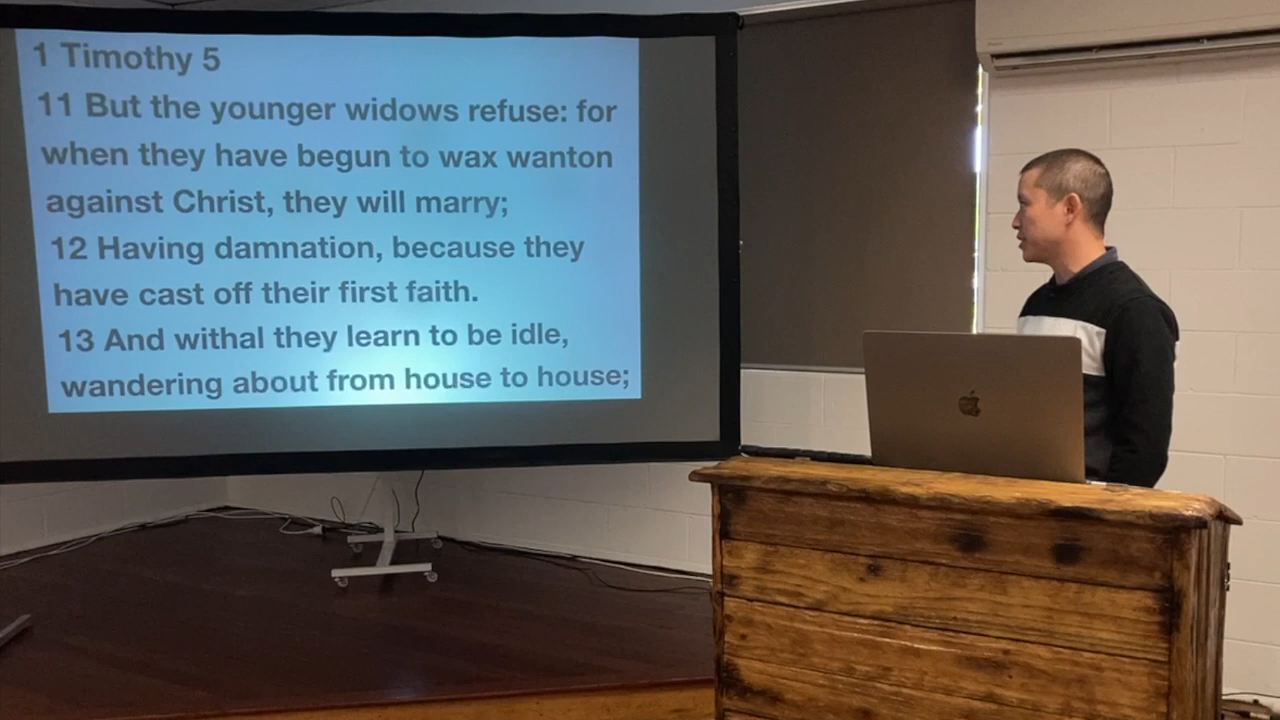 1 Timothy 5
11 But the younger widows refuse: for
when they have begun to wax wanton
against Christ, they will marry;
12 Having damnation, because they
have cast off their first faith.
13 And withal they learn to be idle,
wandering about from house to house;